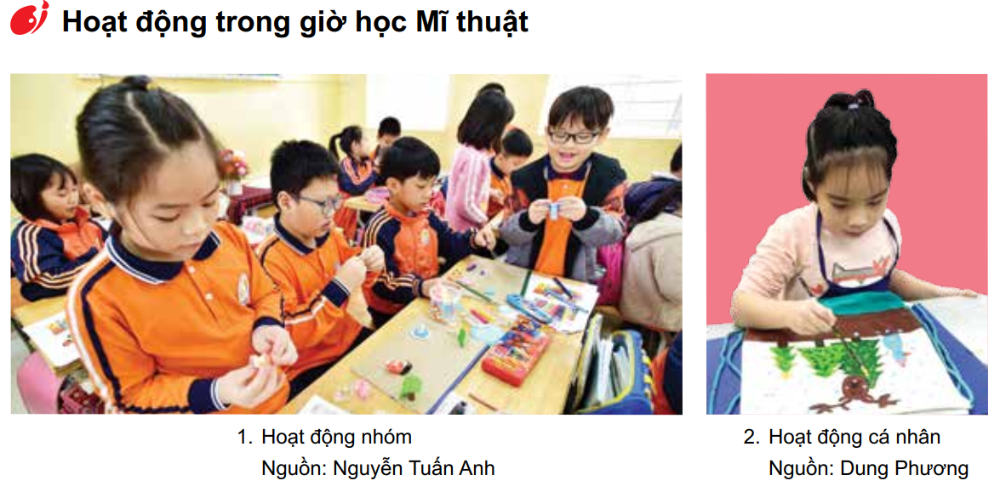 Hoạt động trong giờ học Mĩ thuật
1. Hoạt động nhóm
Nguồn: Nguyễn Tuấn Anh
2. Hoạt động cá nhân
Nguồn: Dung Phương